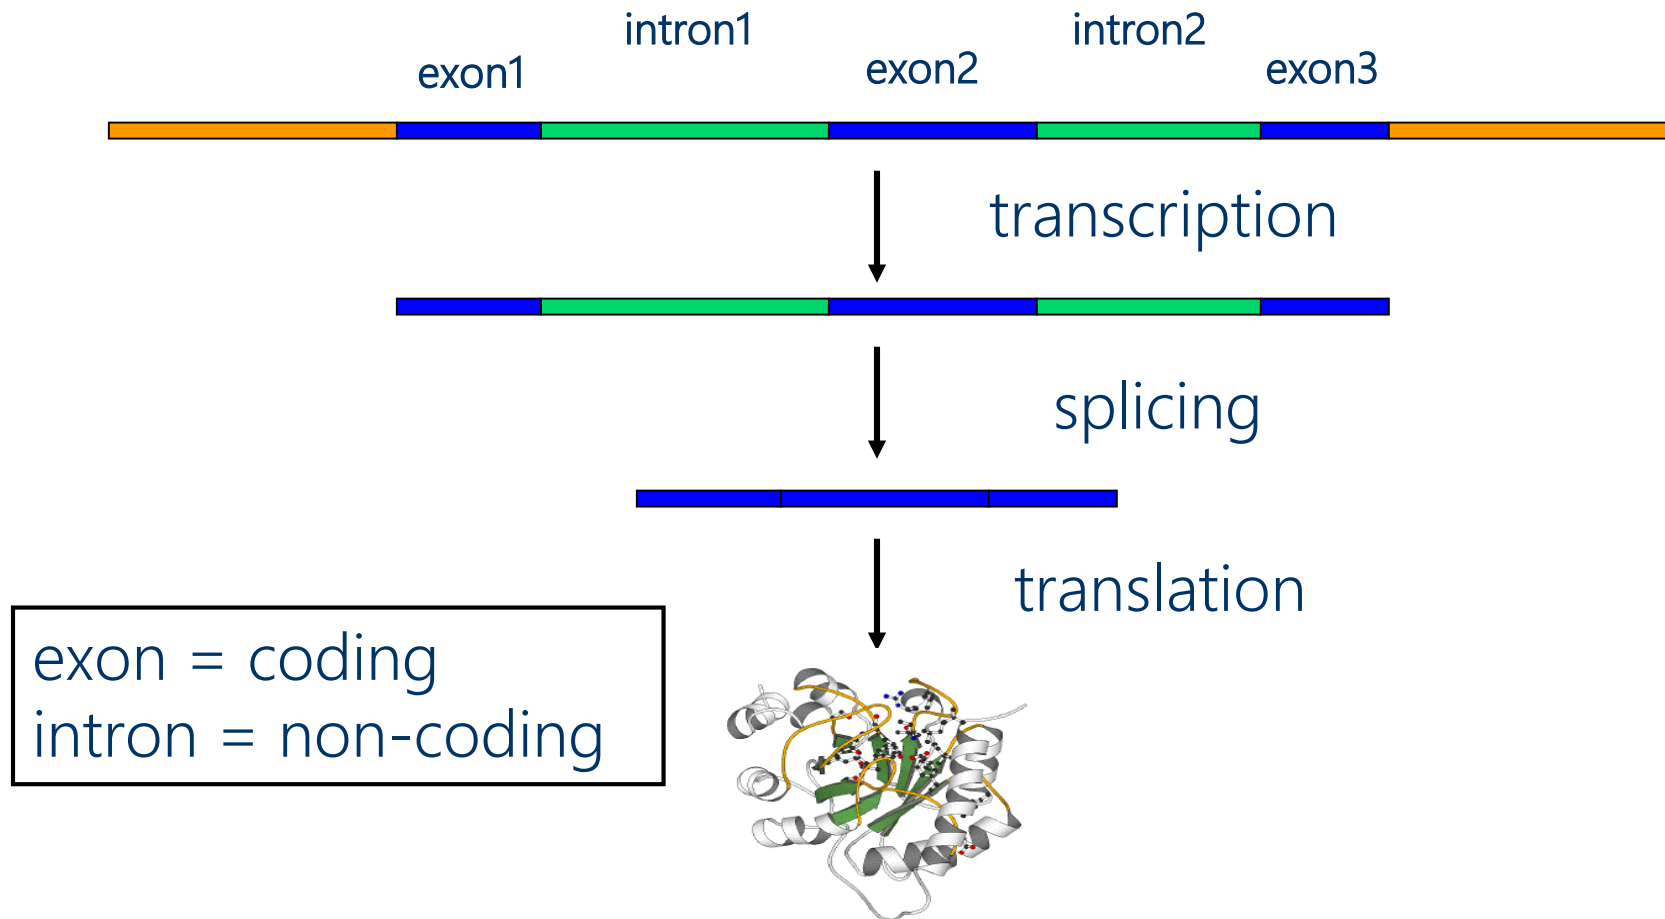 intron1
intron2
exon1
exon2
exon3
transcription
splicing
translation
exon = coding
intron = non-coding